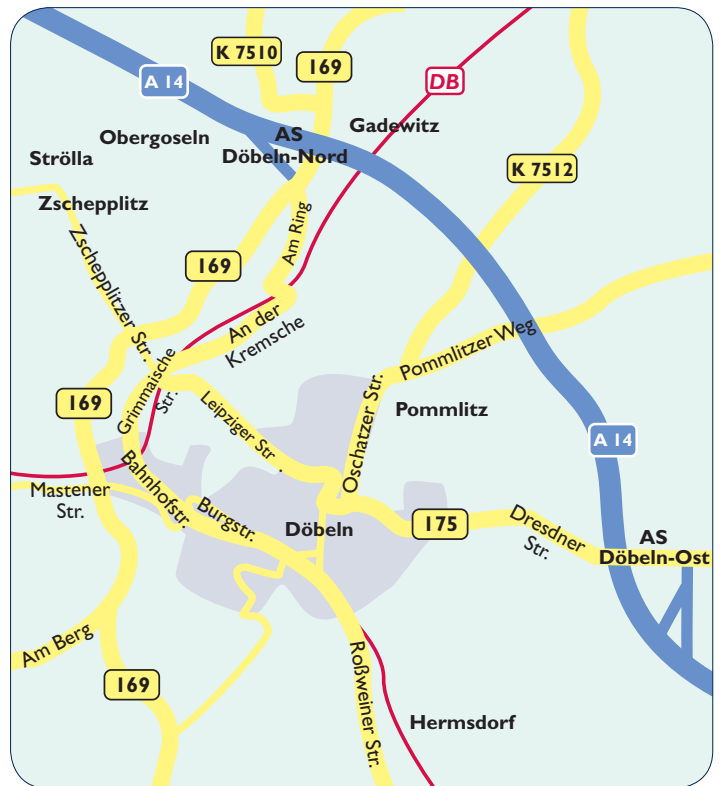 K 7510
169
A 14
DB
Gadewitz
Obergoseln
AS
Döbeln-Nord
Strölla
K 7512
Zschepplitz
Am Ring
Zschepplitzer Str.
169
An der
Kremsche
Pommlitzer Weg
Grimmaische
Str.
169
Leipziger Str.
Oschatzer Str.
Pommlitz
A 14
Mastener
Str.
Bahnhofstr.
Burgstr.
Döbeln
175
Dresdner
Str.
AS
Döbeln-Ost
Am Berg
169
Roßweiner Str.
Hermsdorf